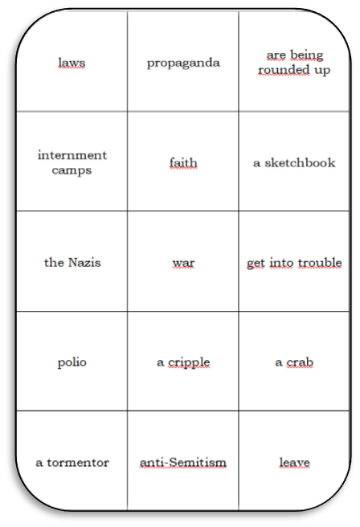 laws
propaganda
are being
rounded up
internment
camps
faith
a sketchbook
the Nazis
war
get into trouble
polio
a cripple
a crab
a tormentor
anti-Semitism
leave